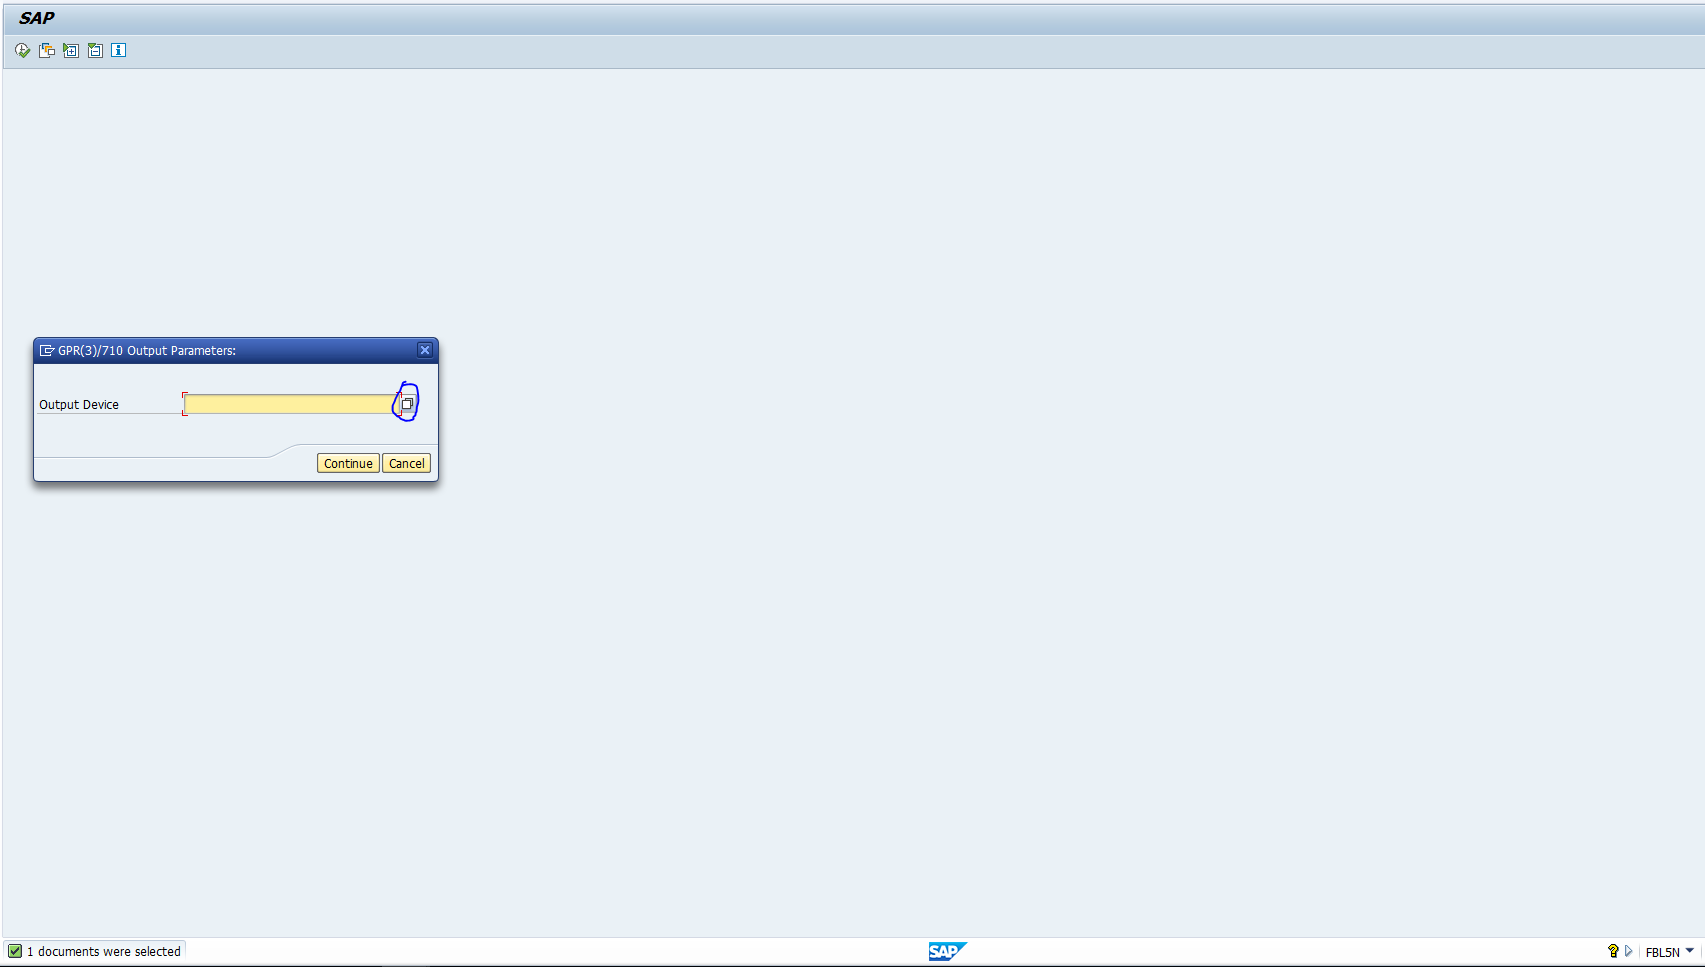 SAP
GPR(3)/710 Output Parameters:
Output Device
Continue Cancel
1 documents were selected
SAP
FBL5N